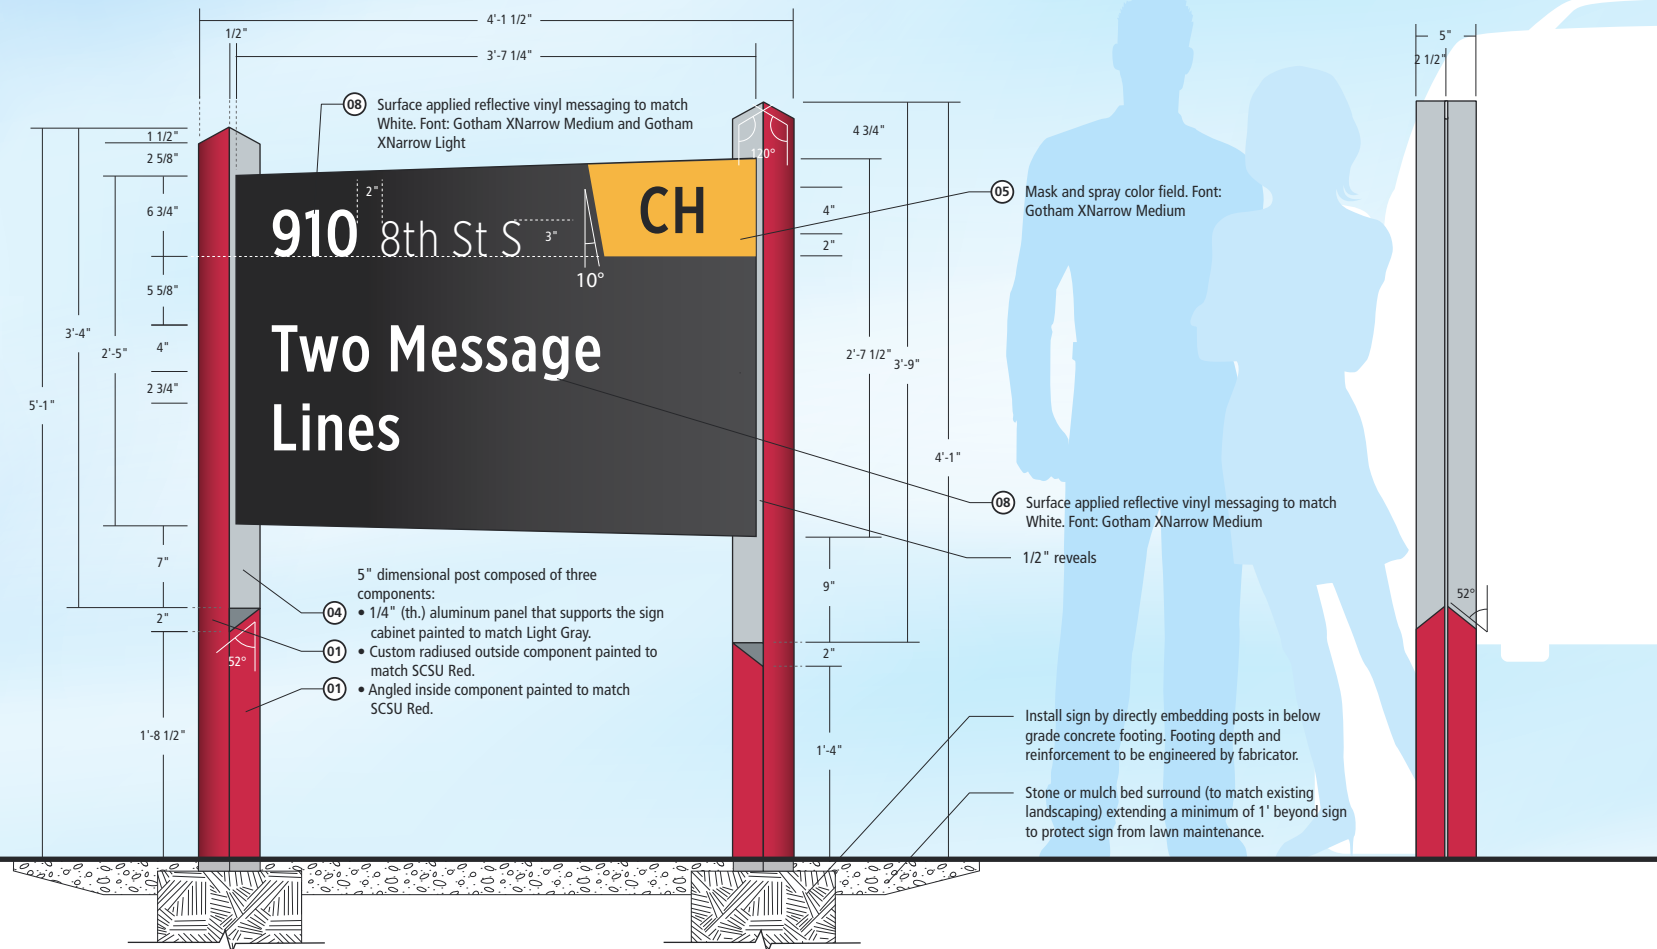 4'-1 1/2"
1/2"
3'-7 1/4"
5"
2 1/2"
08 Surface applied reflective vinyl messaging to match
White. Font: Gotham XNarrow Medium and Gotham
XNarrow Light
1 1/2"
2 5/8"
6 3/4"
5 5/8"
4"
2 3/4"
3'-4"
2'-5"
5'-1"
7"
2"
1'-8 1/2"
910 8th St S
2"
3"
10°
CH
Two Message
Lines
120°
4 3/4"
4"
2"
2'-7 1/2"
3'-9"
4'-1"
9"
2"
1'-4"
05 Mask and spray color field. Font:
Gotham XNarrow Medium
08 Surface applied reflective vinyl messaging to match
White. Font: Gotham XNarrow Medium
1/2" reveals
5" dimensional post composed of three
components:
04 • 1/4" (th.) aluminum panel that supports the sign
cabinet painted to match Light Gray.
01 • Custom radiused outside component painted to
match SCSU Red.
01 • Angled inside component painted to match
SCSU Red.
52°
52°
Install sign by directly embedding posts in below
grade concrete footing. Footing depth and
reinforcement to be engineered by fabricator.
Stone or mulch bed surround (to match existing
landscaping) extending a minimum of 1' beyond sign
to protect sign from lawn maintenance.